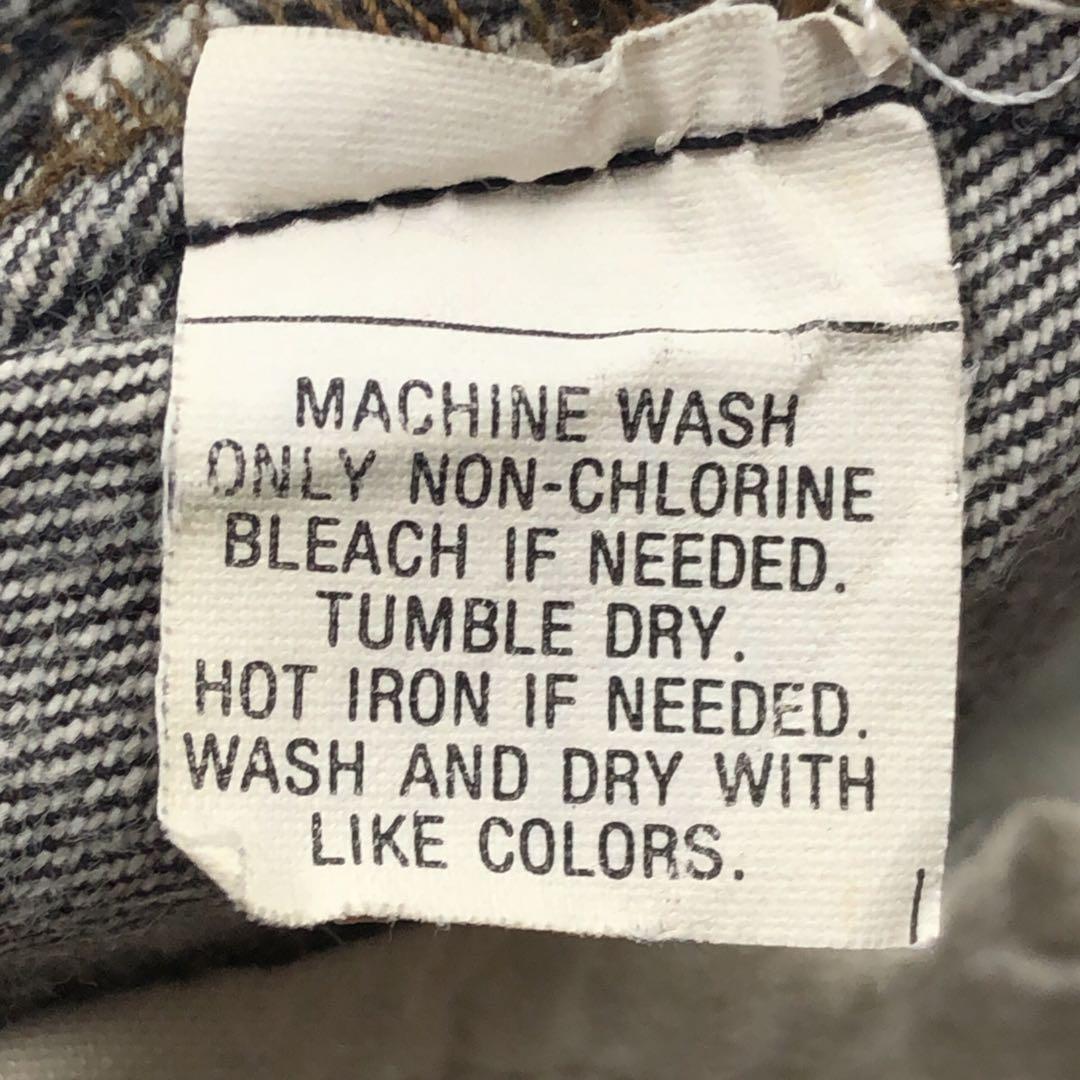 MACHINE WASH
ONLY NON-CHLORINE
BLEACH IF NEEDED.
TUMBLE DRY.
HOT IRON IF NEEDED.
WASH AND DRY WITH
LIKE COLORS.